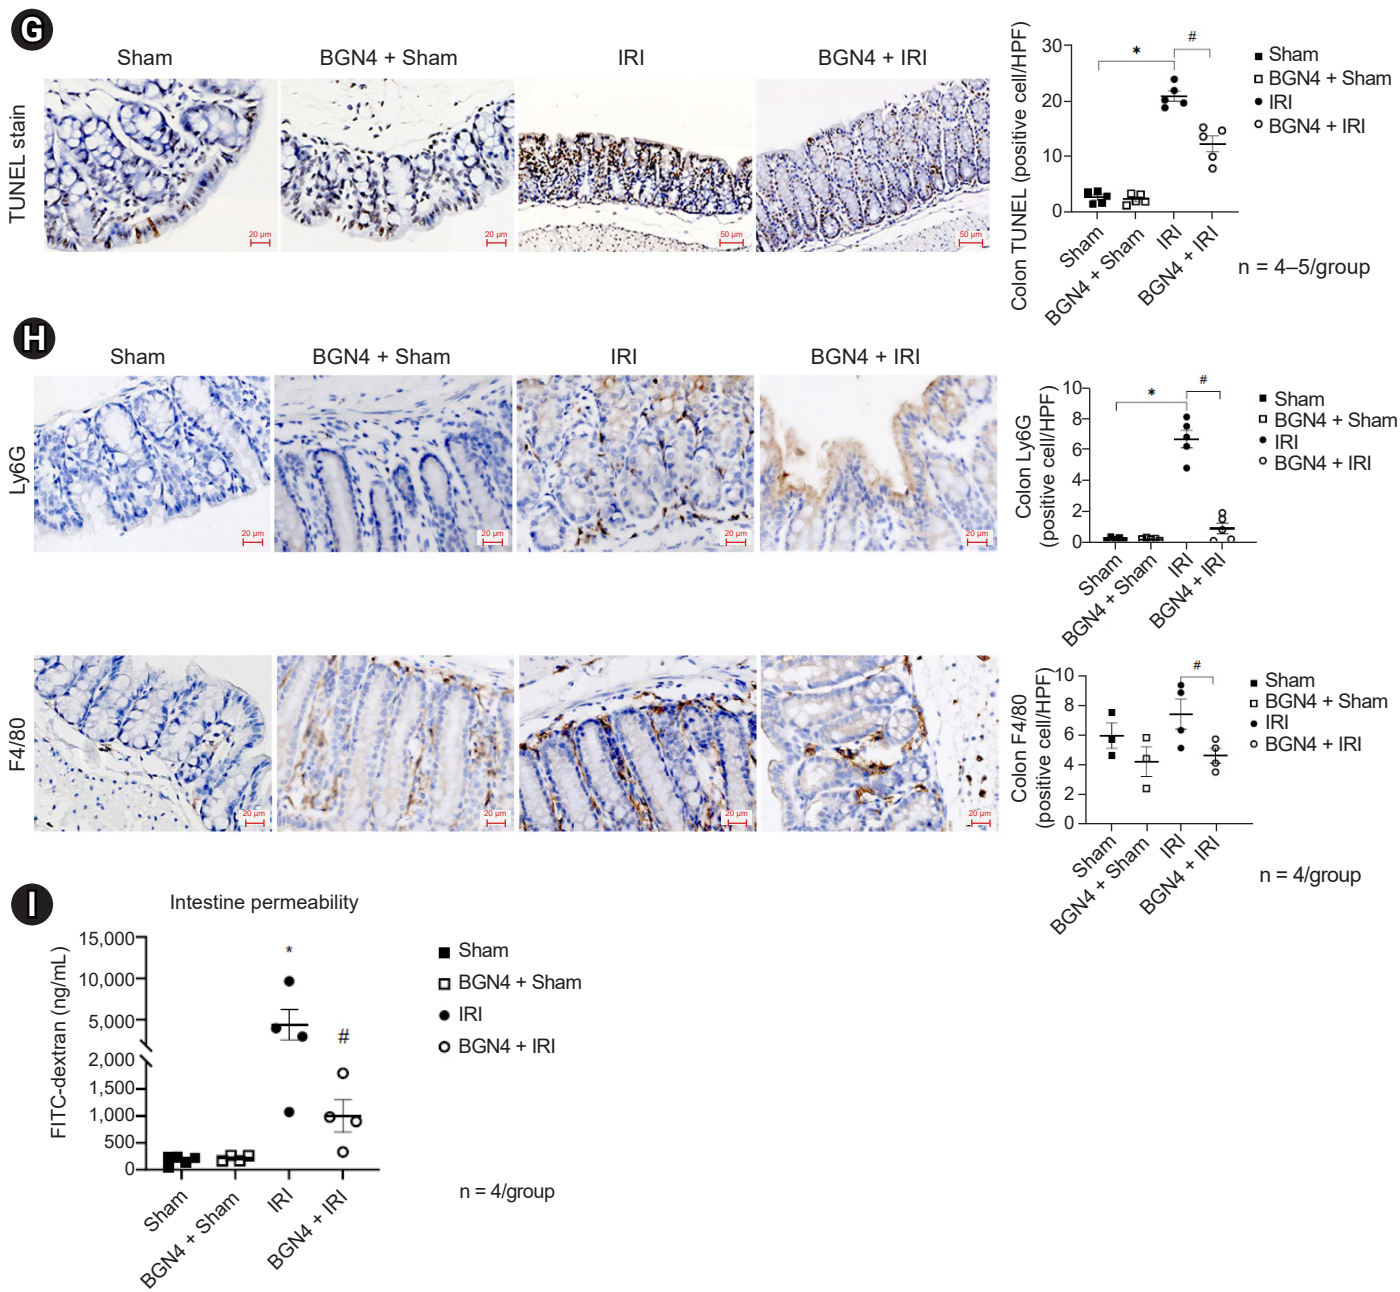 G
Sham
BGN4 + Sham
IRI
BGN4 + IRI
TUNEL stain
20 μm
20 μm
50 μm
50 μm
Colon TUNEL (positive cell/HPF)
30
20
10
0
*
#
Sham
BGN4 + Sham
IRI
BGN4 + IRI
Sham
BGN4 + Sham
IRI
BGN4 + IRI
n = 4–5/group
H
Sham
BGN4 + Sham
IRI
BGN4 + IRI
Ly6G
20 μm
20 μm
20 μm
20 μm
Colon Ly6G
(positive cell/HPF)
10
8
6
4
2
0
*
#
Sham
BGN4 + Sham
IRI
BGN4 + IRI
Sham
BGN4 + Sham
IRI
BGN4 + IRI
F4/80
20 μm
20 μm
20 μm
20 μm
Colon F4/80
(positive cell/HPF)
10
8
6
4
2
0
#
Sham
BGN4 + Sham
IRI
BGN4 + IRI
Sham
BGN4 + Sham
IRI
BGN4 + IRI
n = 4/group
I
Intestine permeability
FITC-dextran (ng/mL)
15,000
10,000
5,000
2,000
1,500
1,000
500
0
*
#
Sham
BGN4 + Sham
IRI
BGN4 + IRI
Sham
BGN4 + Sham
IRI
BGN4 + IRI
n = 4/group